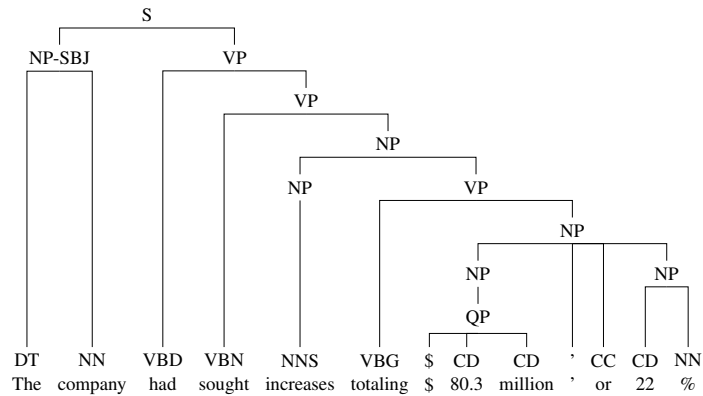 S
NP-SBJ VP
VP
NP
NP VP
NP
NP NP
QP
DT NN VBD VBN NNS VBG $ CD CD ’ CC CD NN
The company had sought increases totaling $ 80.3 million ’ or 22 %